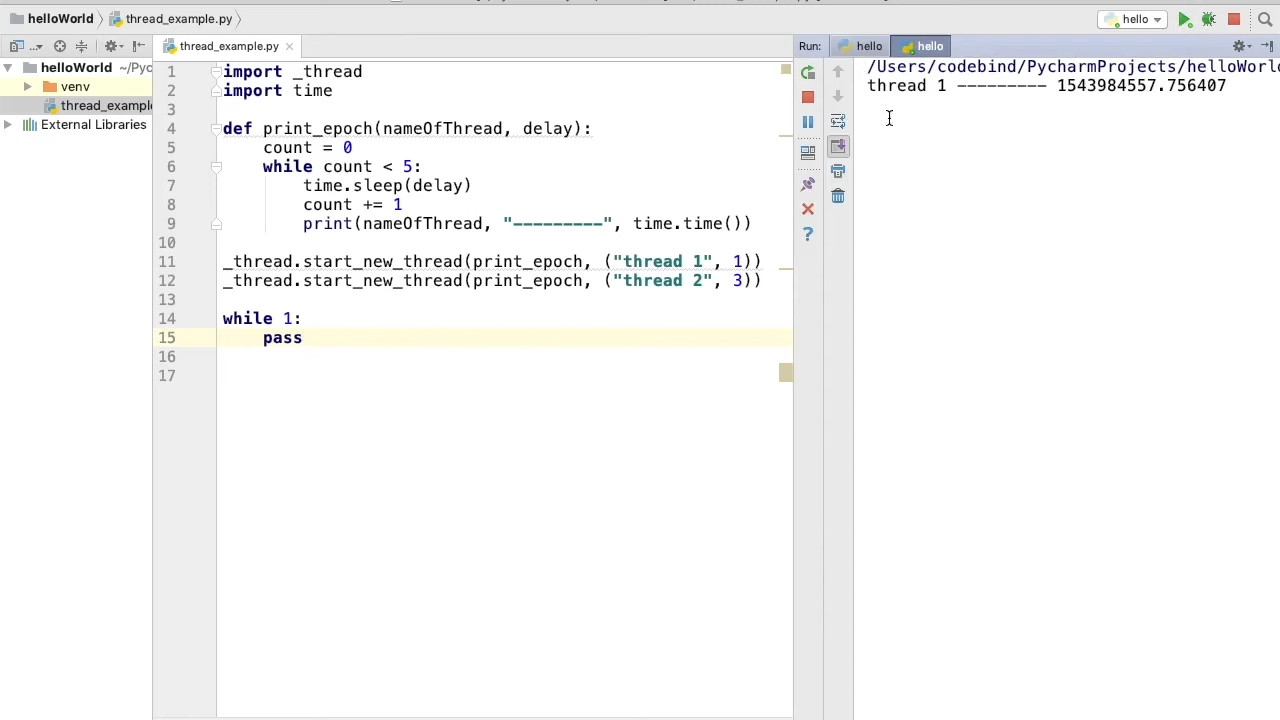 helloWorld thread_example.py hello
... thread_example.py Run: hello hello
helloWorld ~/Pyc
venv
thread_example
External Libraries
1 import _thread
2 import time
3
4 def print_epoch(nameOfThread, delay):
5 count = 0
6 while count < 5:
7 time.sleep(delay)
8 count += 1
9 print(nameOfThread, "---------", time.time())
10
11 _thread.start_new_thread(print_epoch, ("thread 1", 1))
12 _thread.start_new_thread(print_epoch, ("thread 2", 3))
13
14 while 1:
15 pass
16
17
/Users/codebind/PycharmProjects/helloWorl
thread 1 --------- 1543984557.756407